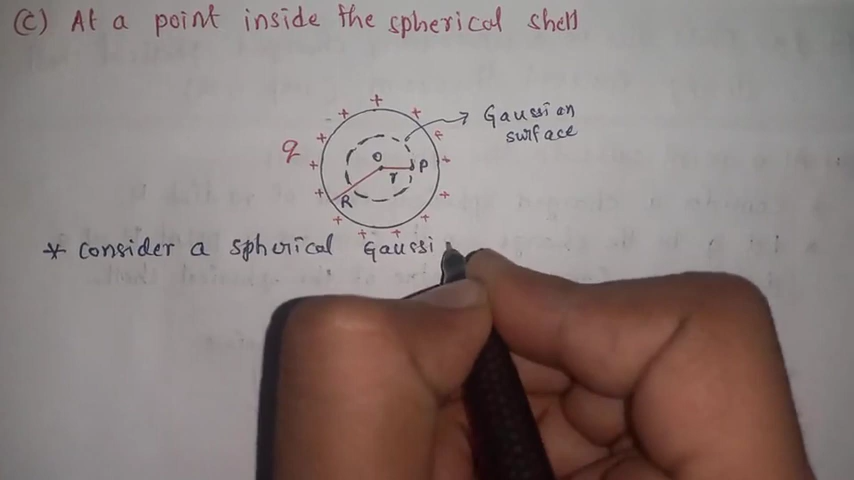 (C) At a point inside the spherical shell
Gaussian
surface
q
O
r
P
R
* Consider a spherical Gaussi